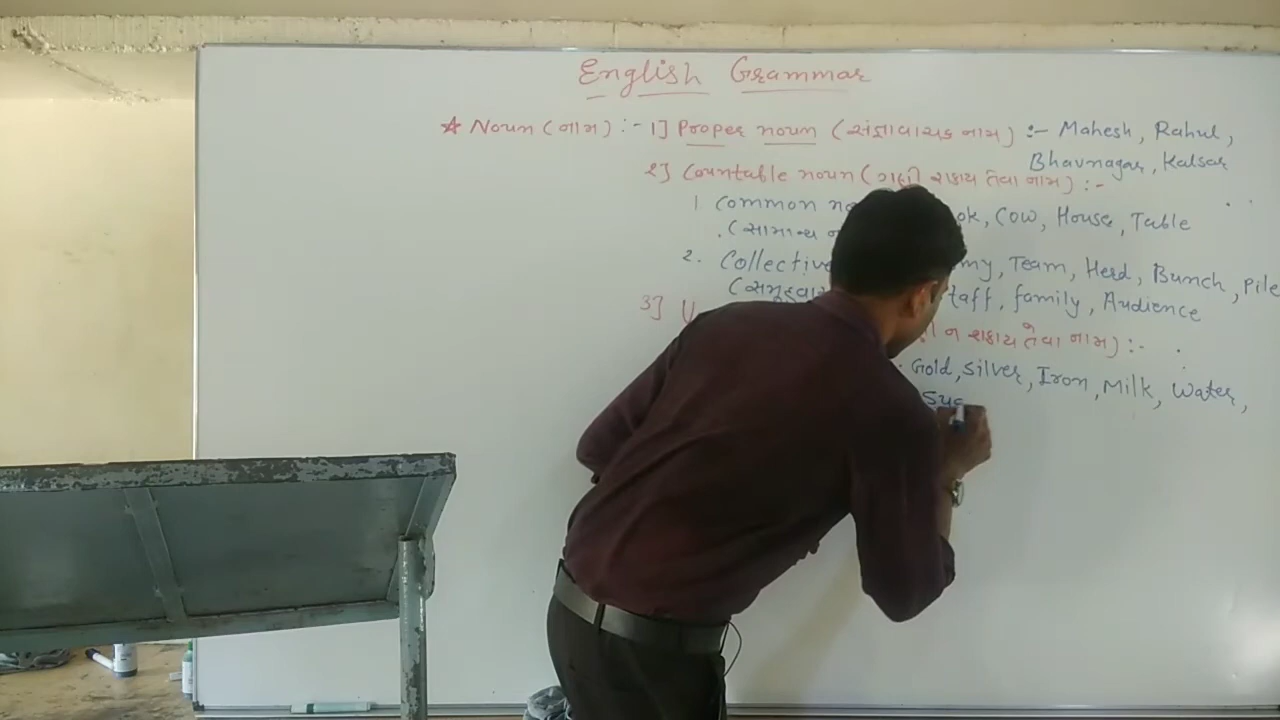 English Grammar
☆ Noun (નામ) :- 1] Proper noun (સંજ્ઞાવાચક નામ) :- Mahesh, Rahul,
Bhavnagar, Kalsar
2] Countable noun (ગણી શકાય તેવા નામ) :-
1 Common ok, Cow, House, Table
(સામાન્ય
2. Collective my, Team, Herd, Bunch, Pile
taff, family, Audience
3] ન શકાય તેવા નામ) :-
Gold, Silver, Iron, Milk, Water,
Sug